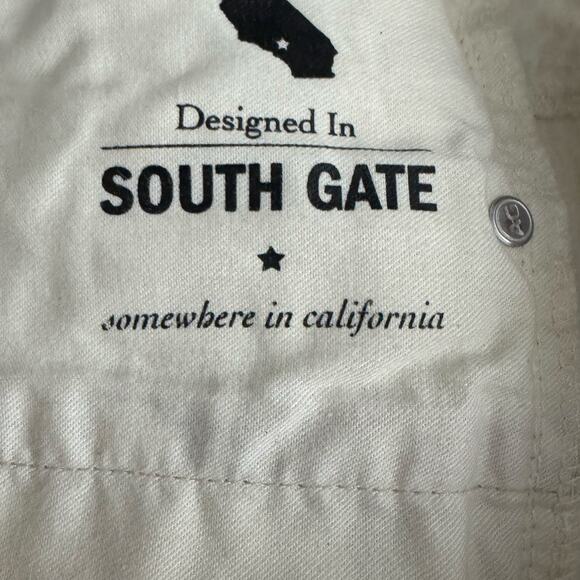 Designed In
SOUTH GATE
somewhere in california